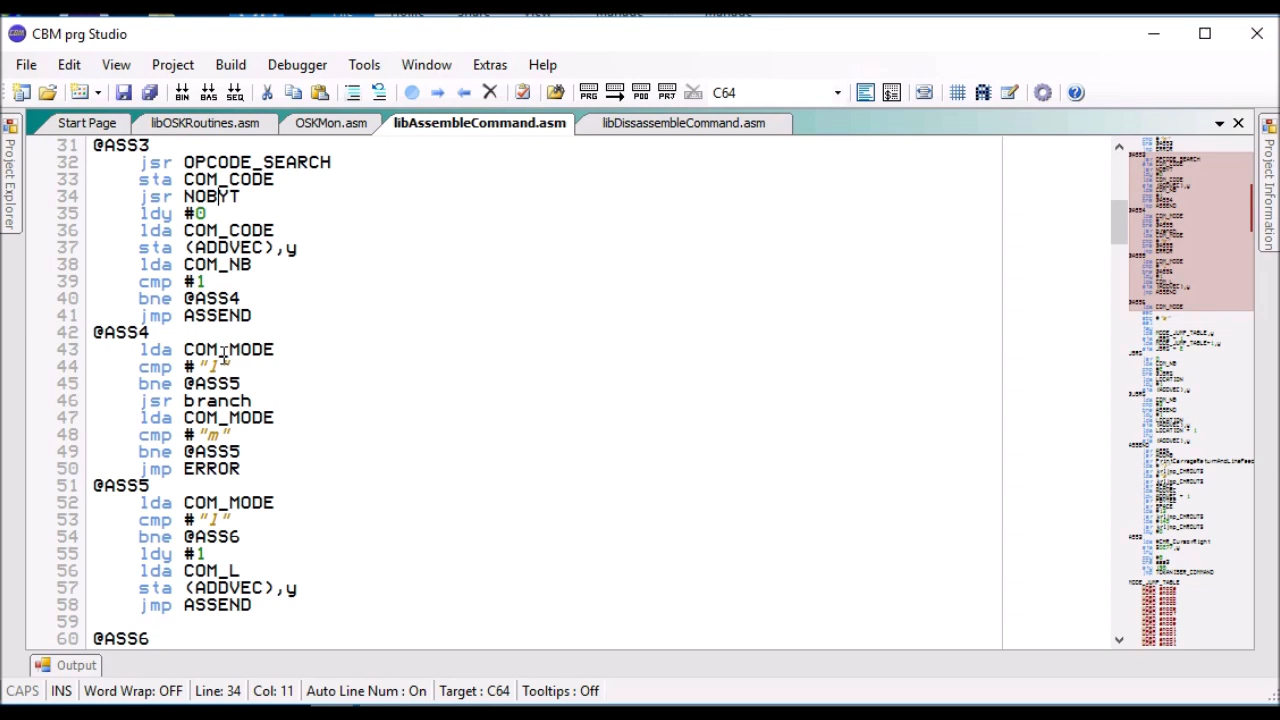 CBM prg Studio
File Edit View Project Build Debugger Tools Window Extras Help
BIN BAS SEQ PRG C64
Start Page libOSKRoutines.asm OSKMon.asm libAssembleCommand.asm libDissassembleCommand.asm
Project Explorer
Project Information
31 @ASS3
32 jsr OPCODE_SEARCH
33 sta COM_CODE
34 jsr NOBYT
35 ldy #0
36 lda COM_CODE
37 sta (ADDVEC),y
38 lda COM_NB
39 cmp #1
40 bne @ASS4
41 jmp ASSEND
42 @ASS4
43 lda COM_MODE
44 cmp #"l"
45 bne @ASS5
46 jsr branch
47 lda COM_MODE
48 cmp #"m"
49 bne @ASS5
50 jmp ERROR
51 @ASS5
52 lda COM_MODE
53 cmp #"l"
54 bne @ASS6
55 ldy #1
56 lda COM_L
57 sta (ADDVEC),y
58 jmp ASSEND
59
60 @ASS6
Output
CAPS INS Word Wrap: OFF Line: 34 Col: 11 Auto Line Num : On Target : C64 Tooltips : Off